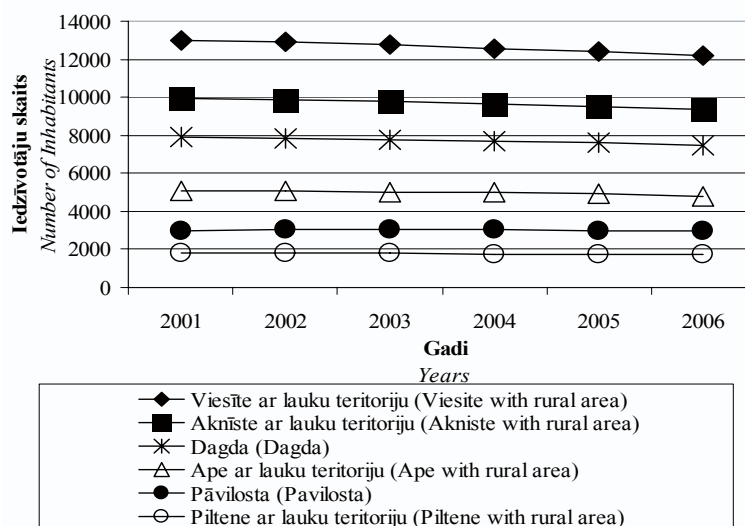 14000
12000
10000
8000
6000
4000
2000
0
Iedzīvotāju skaits
Number of Inhabitants
2001 2002 2003 2004 2005 2006
Gadi
Years
Viesīte ar lauku teritoriju (Viesite with rural area)
Aknīste ar lauku teritoriju (Akniste with rural area)
Dagda (Dagda)
Ape ar lauku teritoriju (Ape with rural area)
Pāvilosta (Pavilosta)
Piltene ar lauku teritoriju (Piltene with rural area)